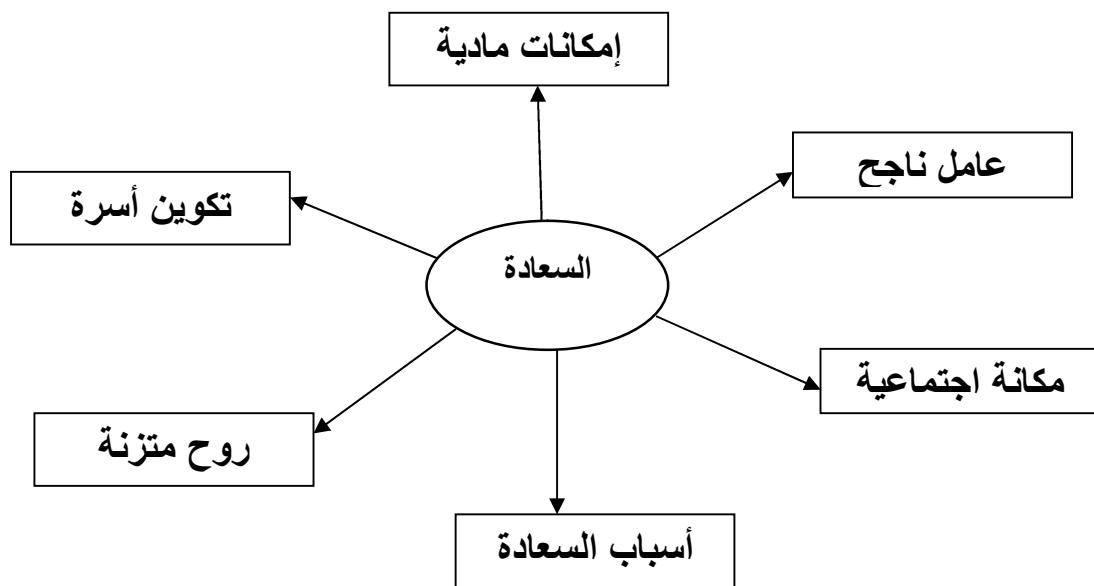 إمكانات مادية
عامل ناجح
تكوين أسرة
السعادة
مكانة اجتماعية
روح متزنة
أسباب السعادة